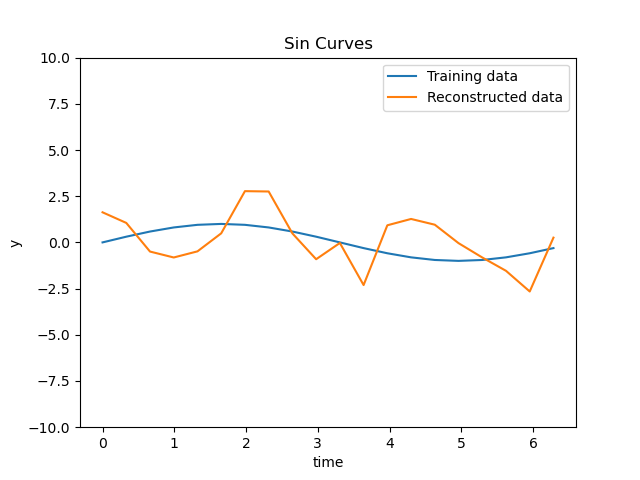 Sin Curves
10.0
7.5
5.0
2.5
0.0
−2.5
−5.0
−7.5
−10.0
y
Training data
Reconstructed data
0 1 2 3 4 5 6
time